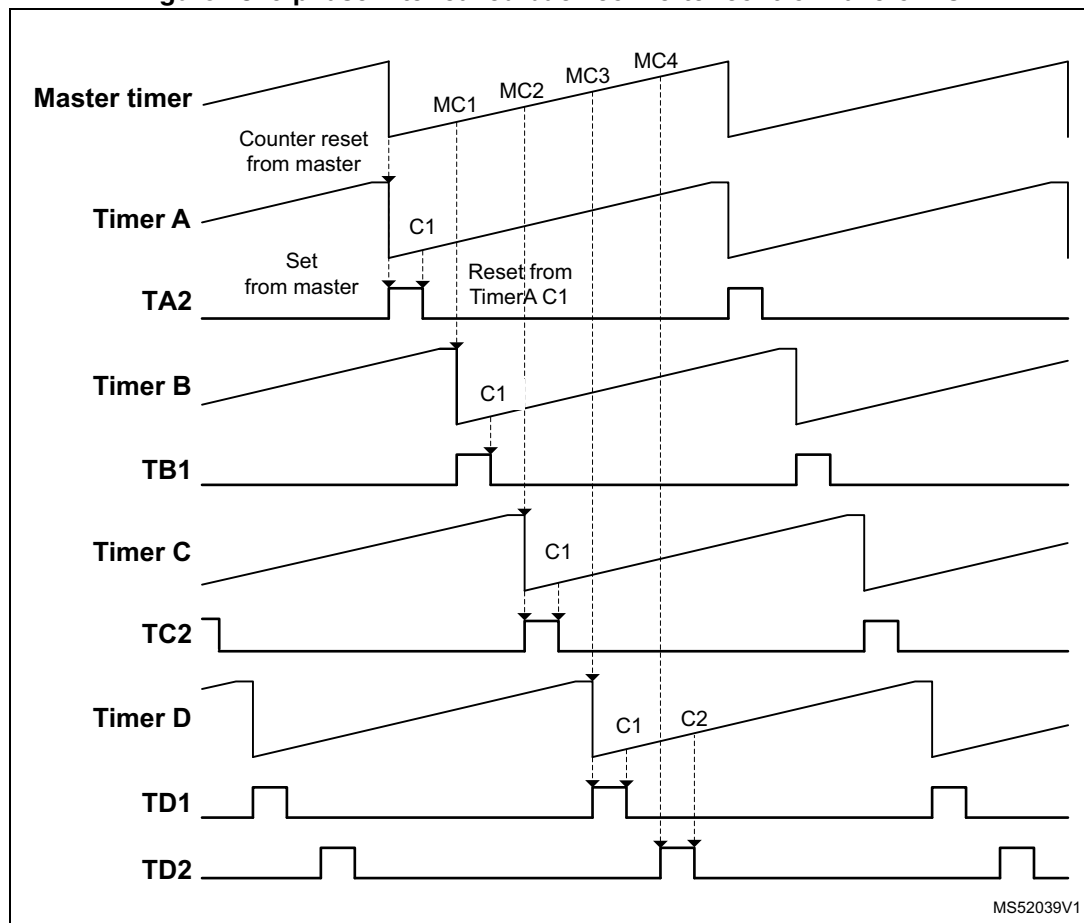 MC4
MC3
MC2
MC1
Master timer
Counter reset
from master
Timer A
C1
Set
from master
Reset from
TimerA C1
TA2
Timer B
C1
TB1
Timer C
C1
TC2
Timer D
C1
C2
TD1
TD2
MS52039V1